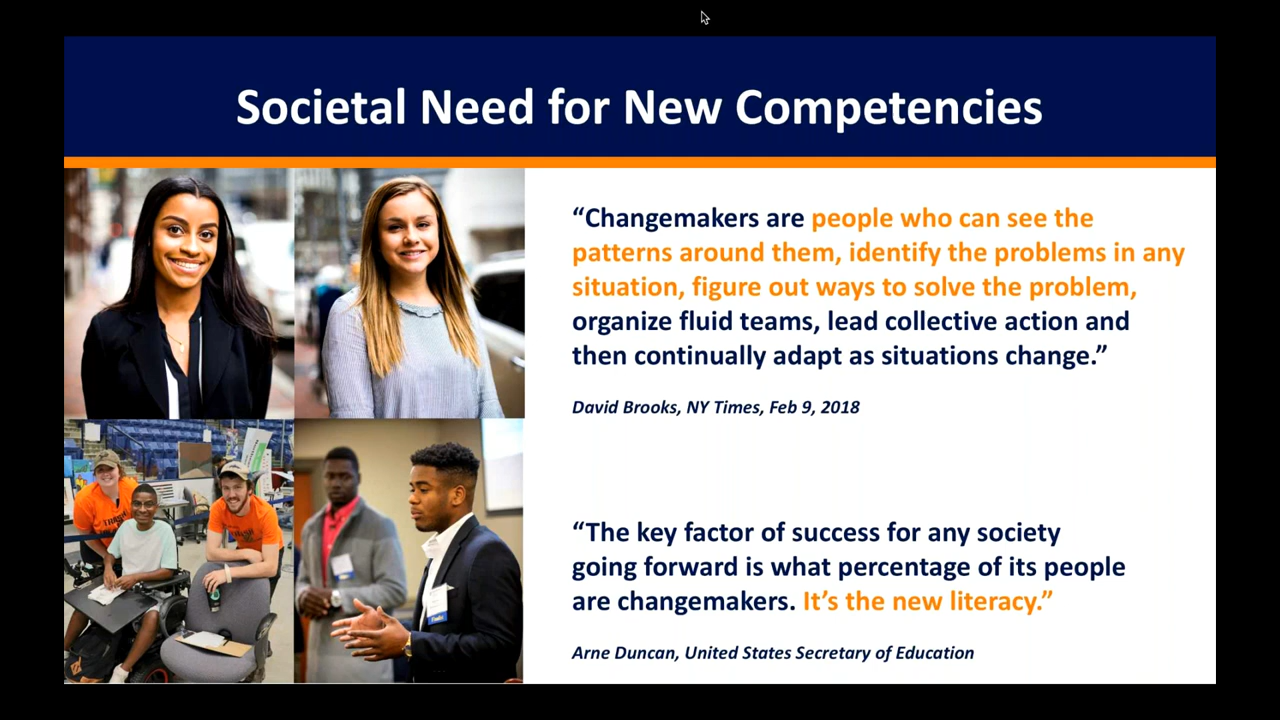 Societal Need for New Competencies
“Changemakers are people who can see the
patterns around them, identify the problems in any
situation, figure out ways to solve the problem,
organize fluid teams, lead collective action and
then continually adapt as situations change.”
David Brooks, NY Times, Feb 9, 2018
“The key factor of success for any society
going forward is what percentage of its people
are changemakers. It’s the new literacy.”
Arne Duncan, United States Secretary of Education